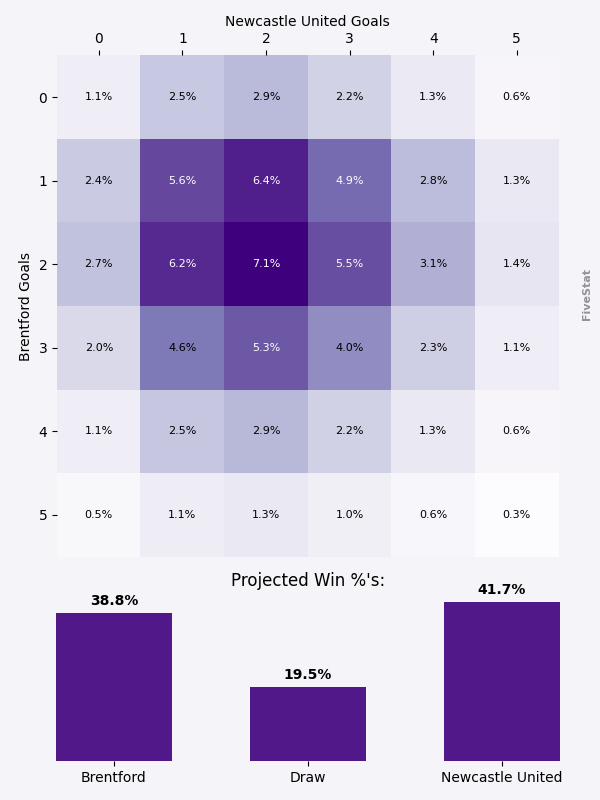 Newcastle United Goals
0 1 2 3 4 5
0 1.1% 2.5% 2.9% 2.2% 1.3% 0.6%
1 2.4% 5.6% 6.4% 4.9% 2.8% 1.3%
2 2.7% 6.2% 7.1% 5.5% 3.1% 1.4%
3 2.0% 4.6% 5.3% 4.0% 2.3% 1.1%
4 1.1% 2.5% 2.9% 2.2% 1.3% 0.6%
5 0.5% 1.1% 1.3% 1.0% 0.6% 0.3%
Brentford Goals
FiveStat
Projected Win %'s:
38.8% 19.5% 41.7%
Brentford Draw Newcastle United